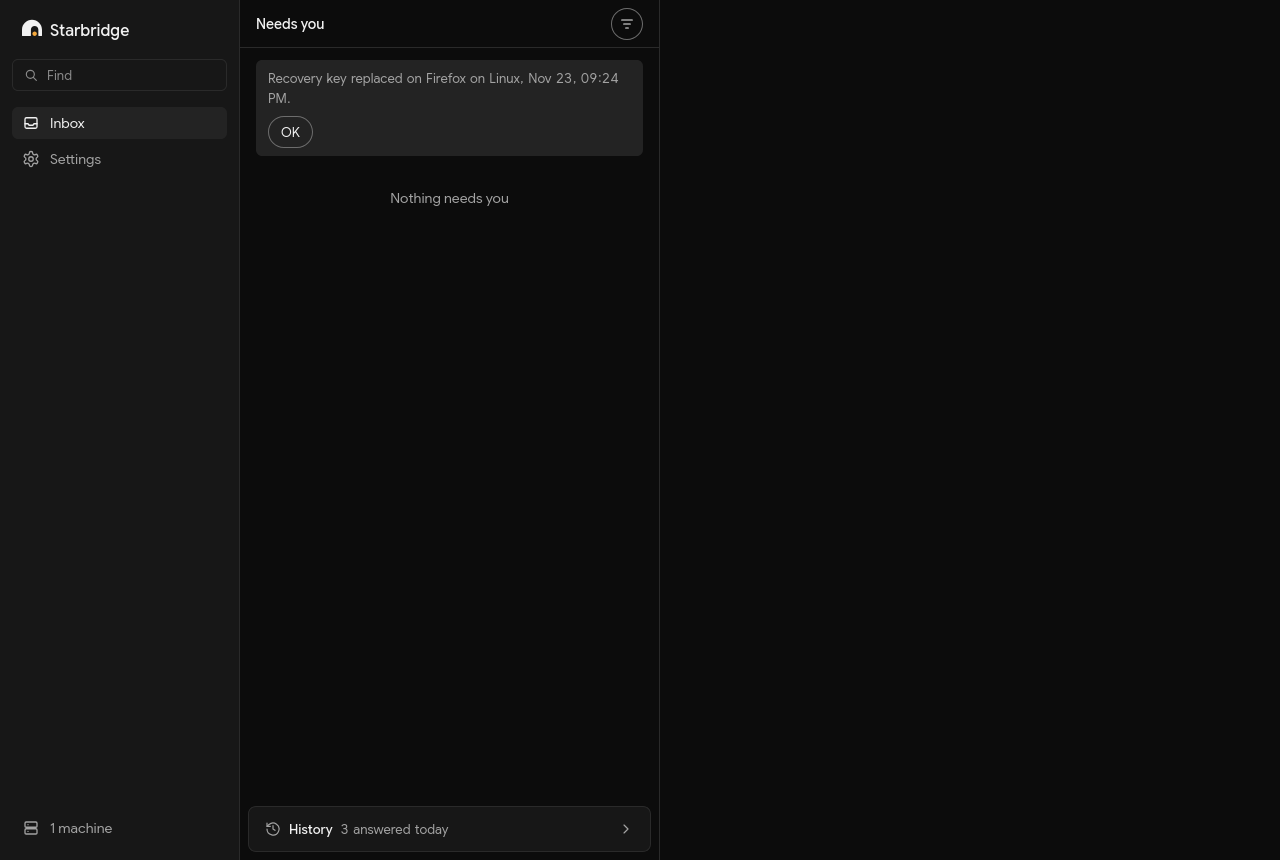 Starbridge
Find
Inbox
Settings
1 machine
Needs you
Recovery key replaced on Firefox on Linux, Nov 23, 09:24
PM.
OK
Nothing needs you
History 3 answered today